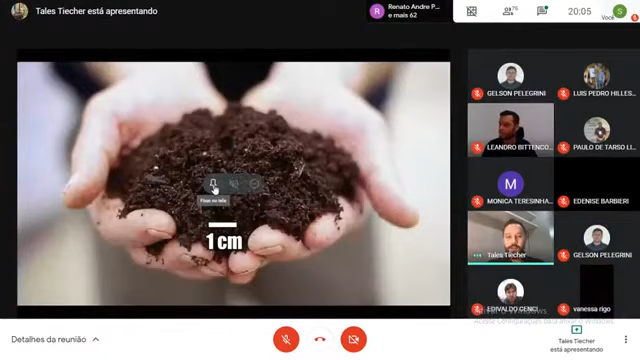 Tales Tiecher está apresentando
R
Renato Andre P...
e mais 62
75
20:05
Você
S
GELSON PELEGRINI
LUIS PEDRO HILLES...
LEANDRO BITTENCO...
PAULO DE TARSO LI...
M
MONICA TERESINHA...
EDENISE BARBIERI
Tales Tiecher
GELSON PELEGRINI
EDIVALDO CENCI
vanessa rigo
Fixar na tela
1 cm
Detalhes da reunião
Tales Tiecher
está apresentando